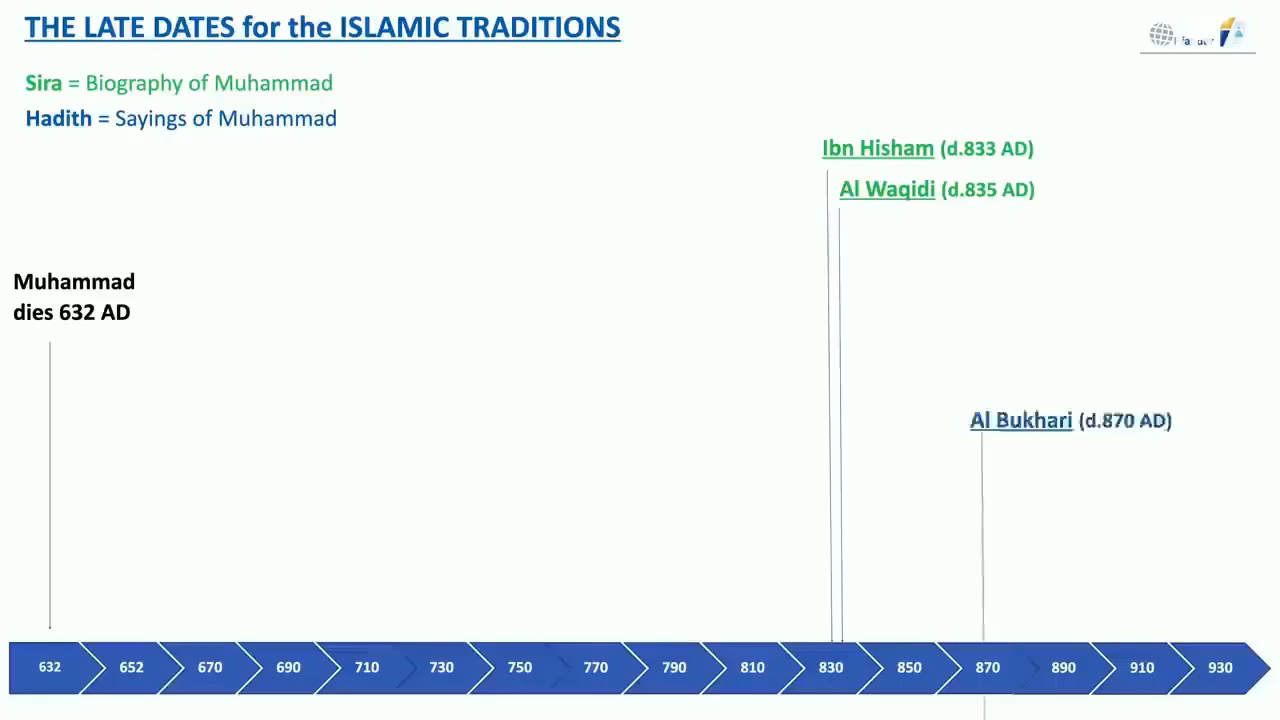 THE LATE DATES for the ISLAMIC TRADITIONS
Sira = Biography of Muhammad
Hadith = Sayings of Muhammad
Ibn Hisham (d.833 AD)
Al Waqidi (d.835 AD)
Muhammad
dies 632 AD
Al Bukhari (d.870 AD)
632 652 670 690 710 730 750 770 790 810 830 850 870 890 910 930